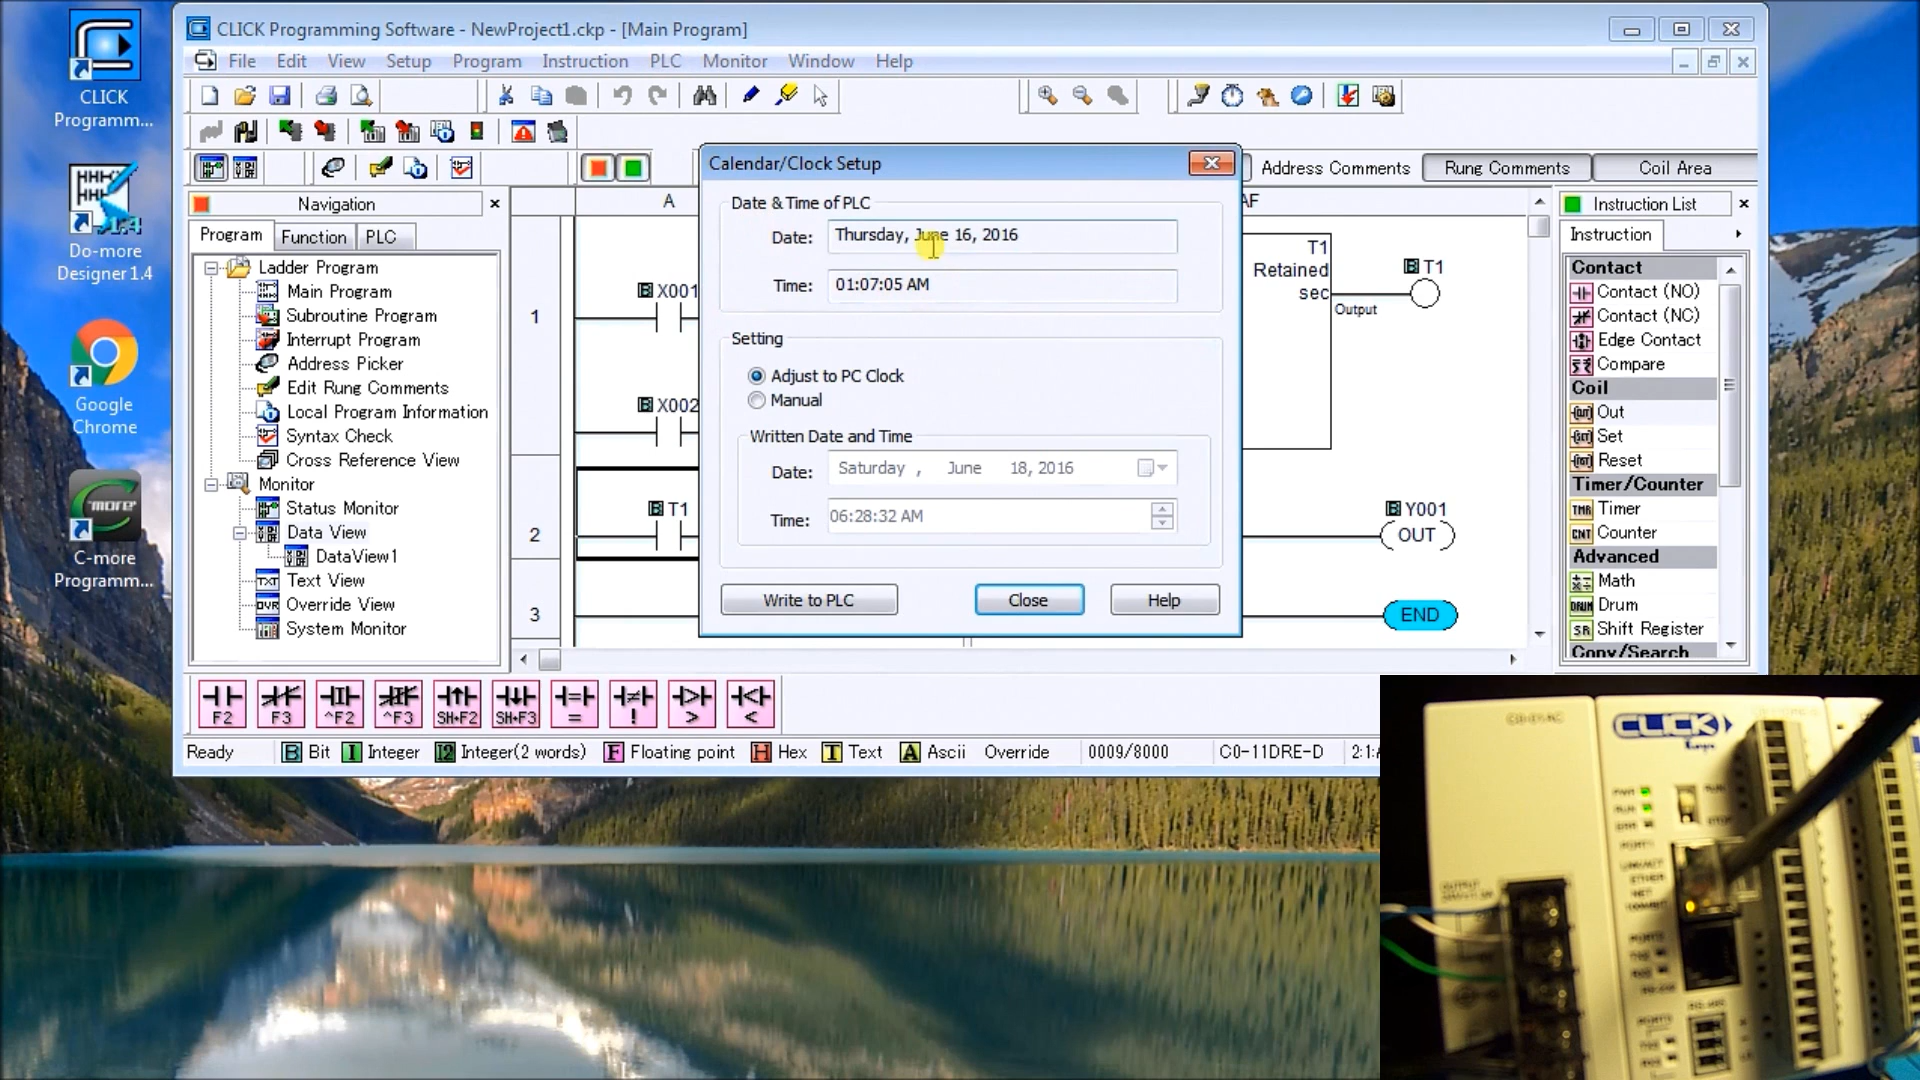 CLICK Programming Software - NewProject1.ckp - [Main Program]
File Edit View Setup Program Instruction PLC Monitor Window Help
Address Comments Rung Comments Coil Area
Navigation
Program Function PLC
Ladder Program
Main Program
Subroutine Program
Interrupt Program
Address Picker
Edit Rung Comments
Local Program Information
Syntax Check
Cross Reference View
Monitor
Status Monitor
Data View
DataView1
Text View
Override View
System Monitor
A
AF
1
B X001
B X002
T1
Retained
sec
Output
B T1
2
B T1
B Y001
OUT
3
END
Calendar/Clock Setup
Date & Time of PLC
Date: Thursday, June 16, 2016
Time: 01:07:05 AM
Setting
Adjust to PC Clock
Manual
Written Date and Time
Date: Saturday , June 18, 2016
Time: 06:28:32 AM
Write to PLC Close Help
Instruction List
Instruction
Contact
Contact (NO)
Contact (NC)
Edge Contact
Compare
Coil
Out
Set
Reset
Timer/Counter
TMR Timer
CNT Counter
Advanced
Math
DRUM Drum
SR Shift Register
Copy/Search
F2 F3 ^F2 ^F3 SH+F2 SH+F3 = ! > <
Ready B Bit I Integer I2 Integer(2 words) F Floating point H Hex T Text A Ascii Override 0009/8000 C0-11DRE-D
CLICK
Programm...
Do-more
Designer 1.4
Google
Chrome
C-more
Programm...
CLICK